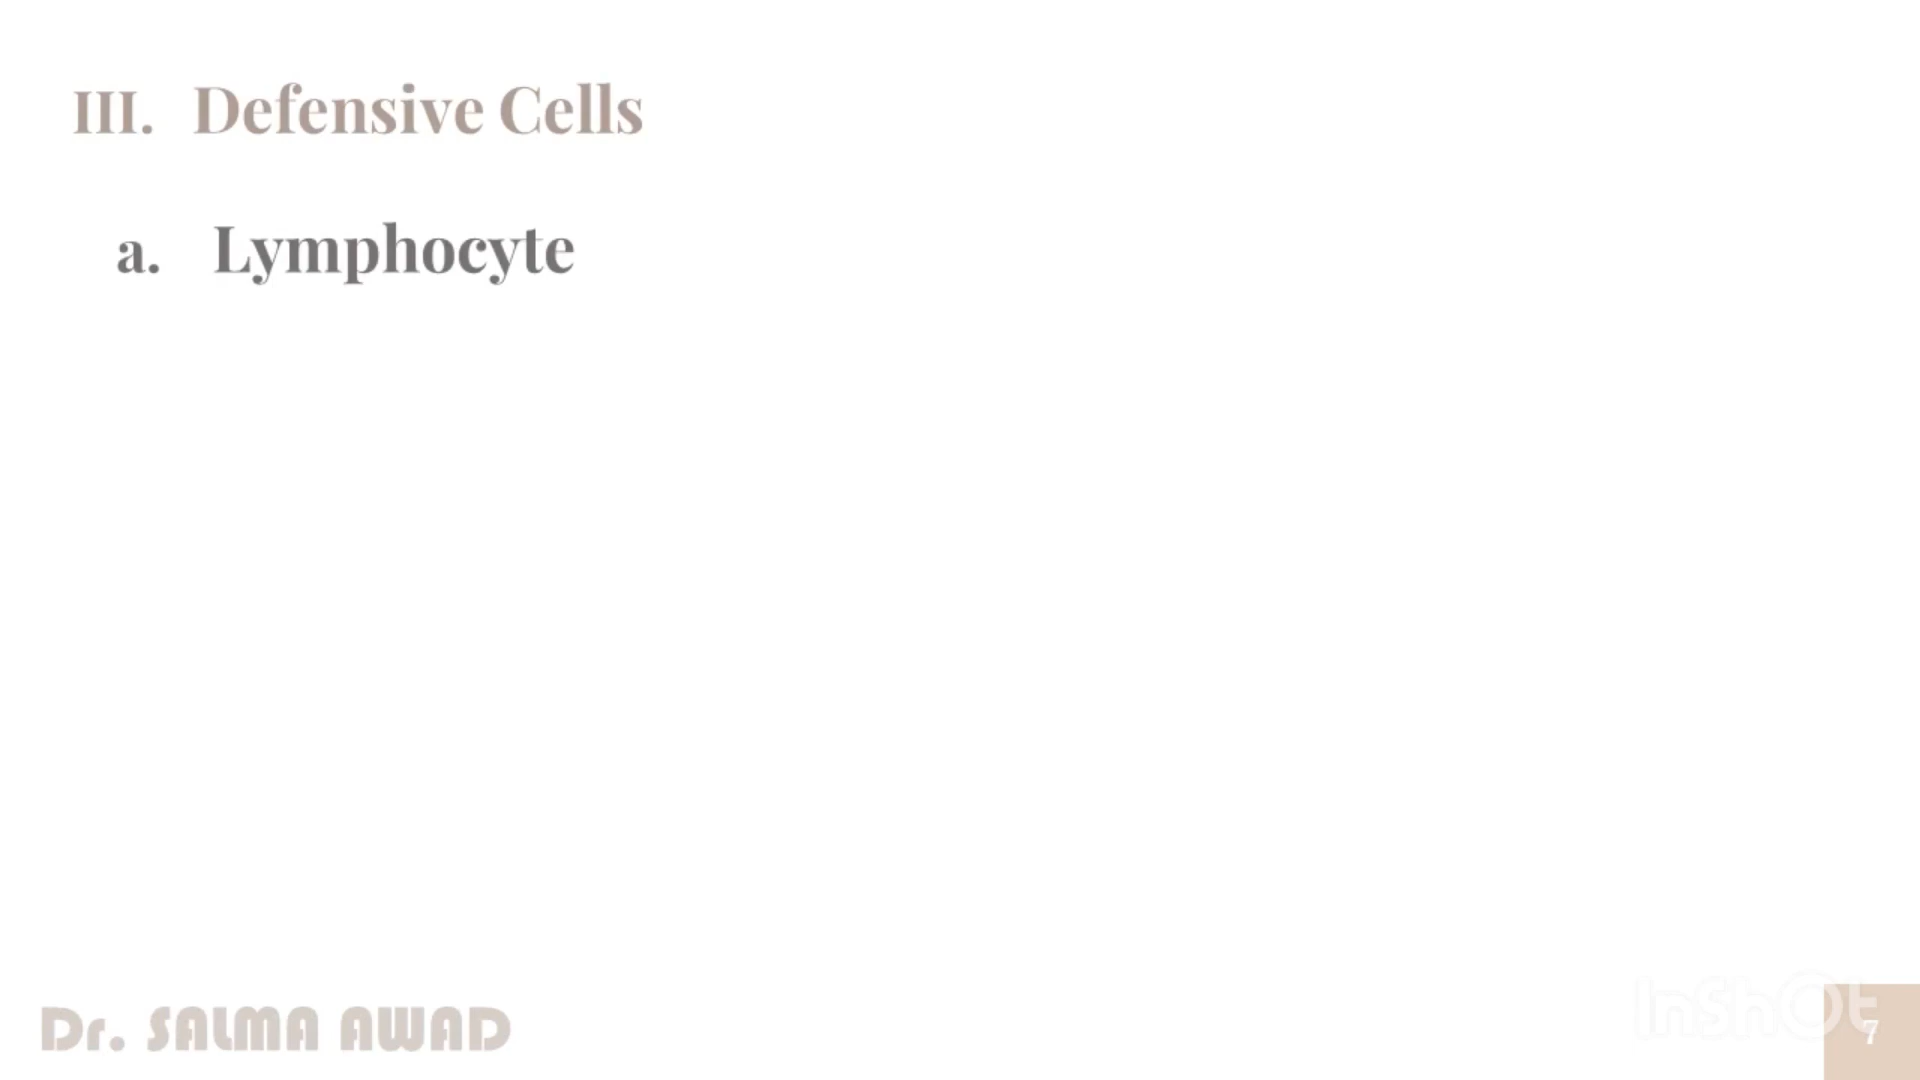 III. Defensive Cells
a. Lymphocyte
Dr. SALMA AWAD
InShOt
7